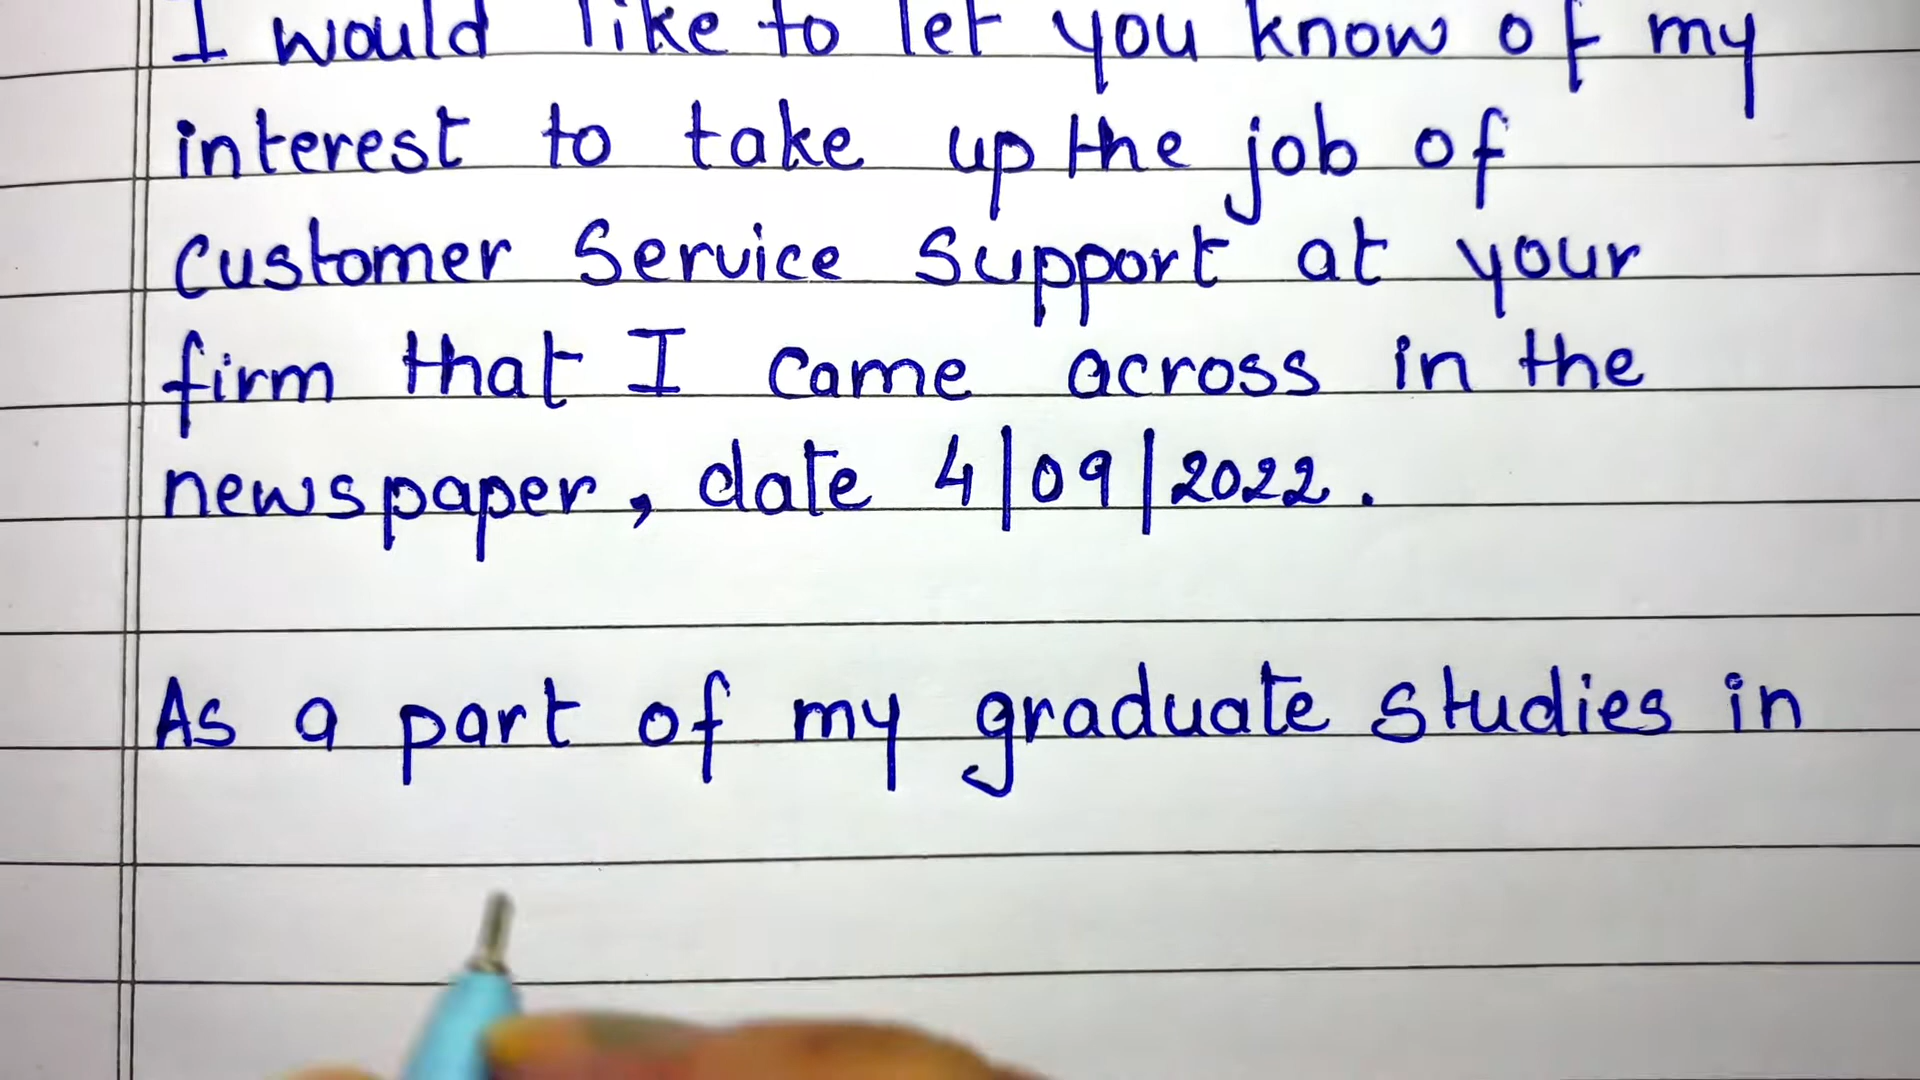 I would like to let you know of my
interest to take up the job of
Customer Service Support at your
firm that I came across in the
newspaper, date 4/09/2022.
As a part of my graduate studies in